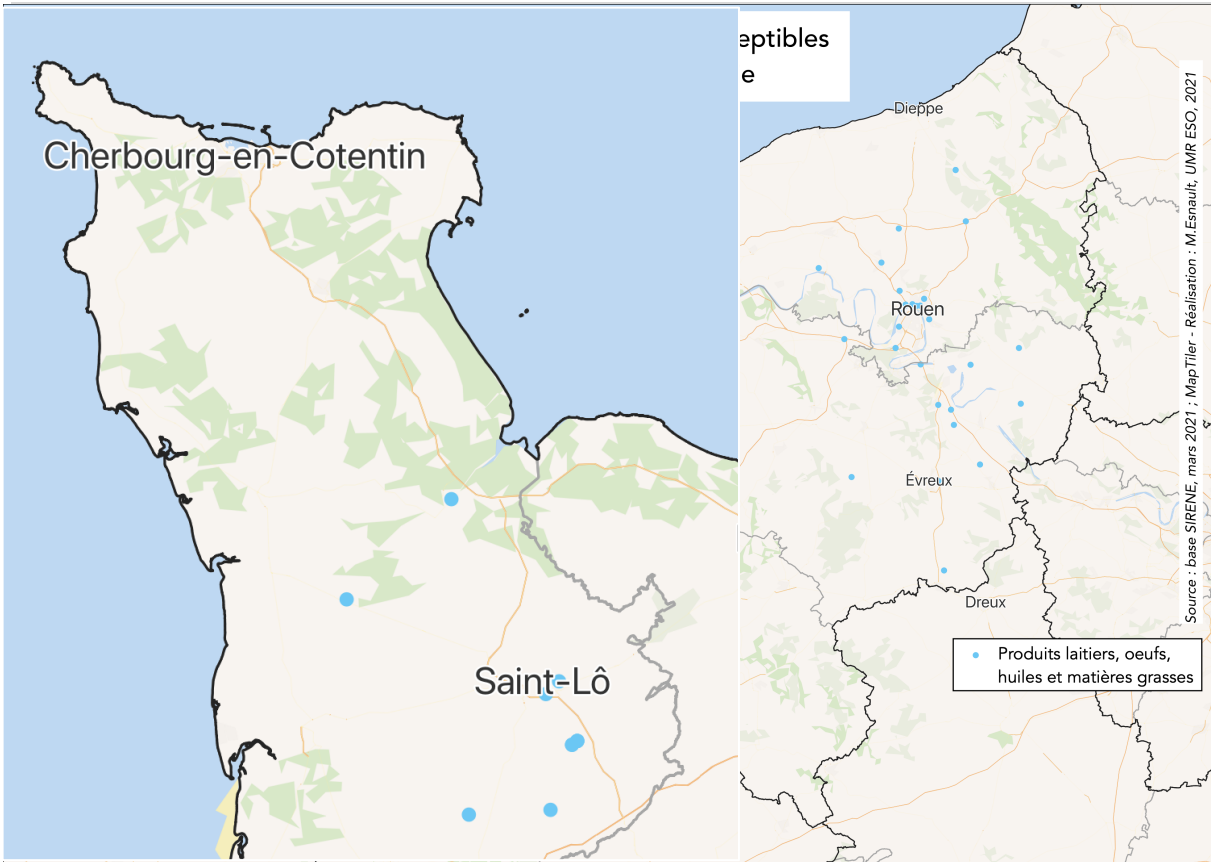 Cherbourg-en-Cotentin
Saint-Lô
eptibles
e
Dieppe
Rouen
Évreux
Dreux
Produits laitiers, oeufs,
huiles et matières grasses
Source : base SIRENE, mars 2021 ; MapTiler - Réalisation : M.Esnault, UMR ESO, 2021